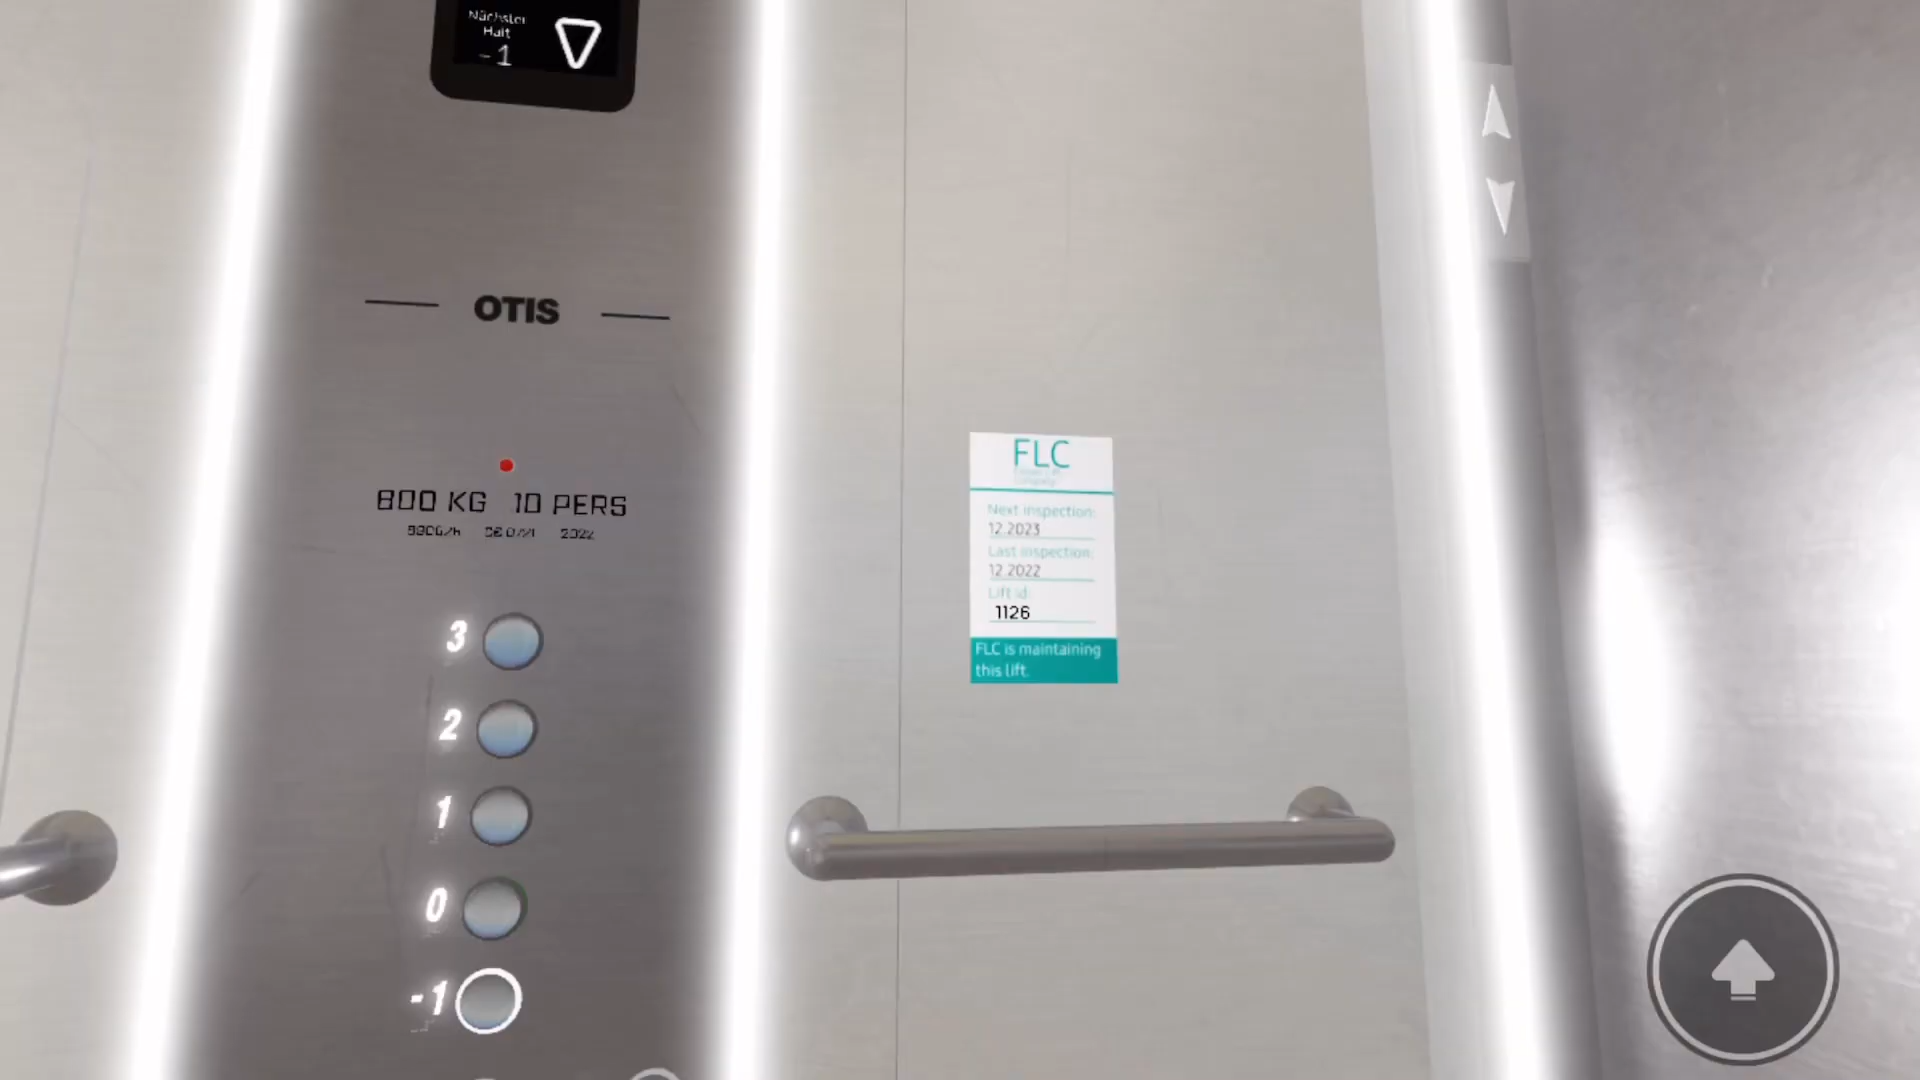 Nächster
Halt
-1
OTIS
800 KG 10 PERS
2022
3
2
1
0
-1
FLC
Next inspection:
12.2023
Last inspection:
12.2022
Lift id:
1126
FLC is maintaining
this lift.